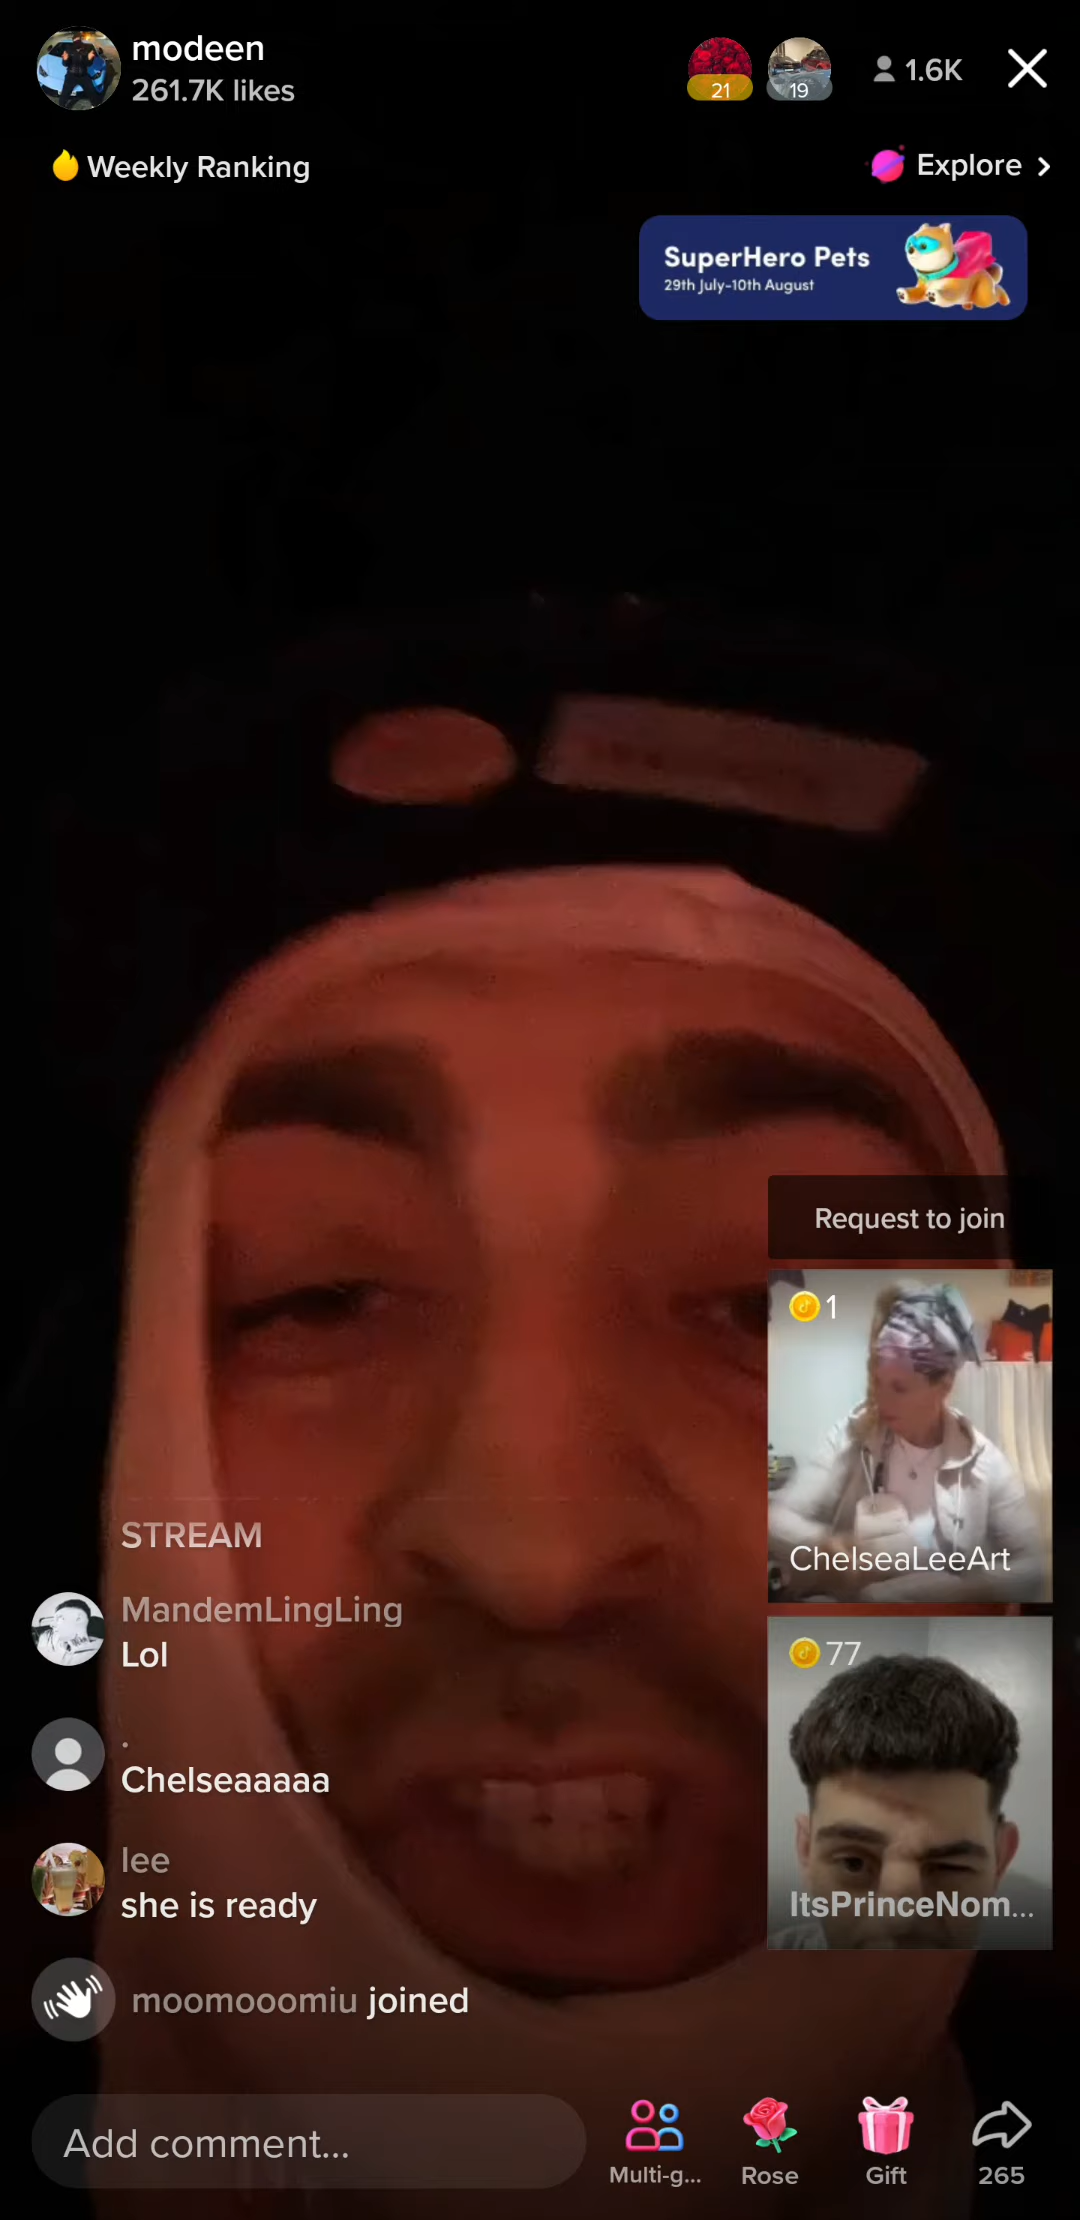 modeen
261.7K likes
21
19
1.6K
Weekly Ranking
Explore
SuperHero Pets
29th July-10th August
Request to join
1
ChelseaLeeArt
77
ItsPrinceNom...
STREAM
MandemLingLing
Lol
.
Chelseaaaaa
lee
she is ready
moomooomiu joined
Add comment...
Multi-g...
Rose
Gift
265